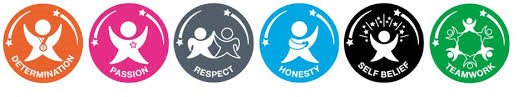 DETERMINATION
PASSION
RESPECT
HONESTY
SELF BELIEF
TEAMWORK